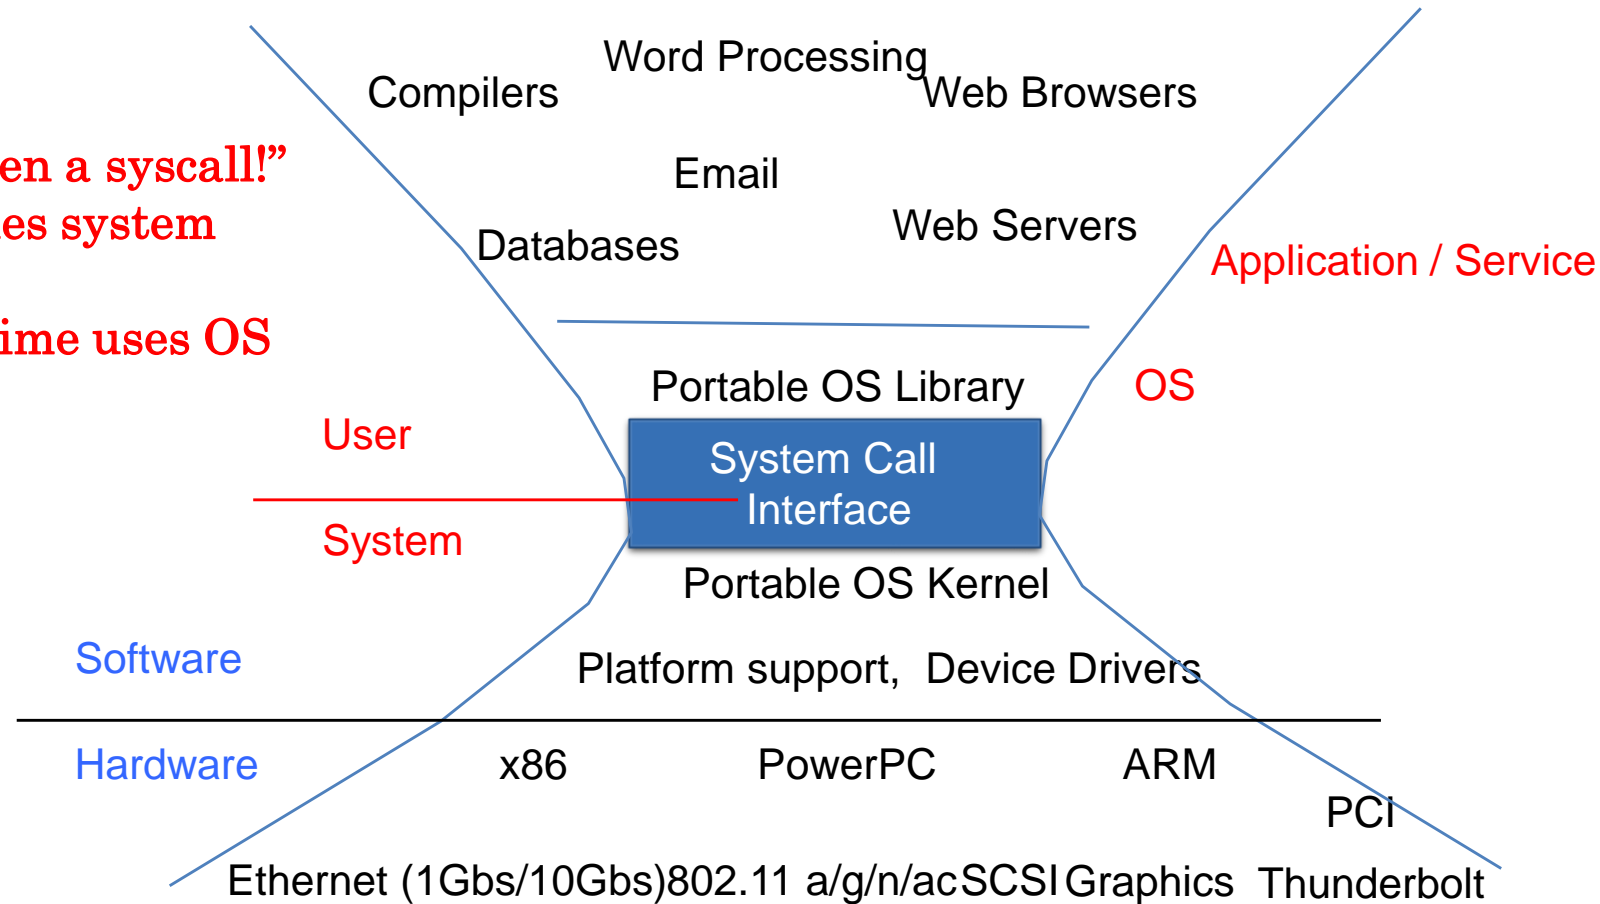 Word Processing
Compilers
Web Browsers
en a syscall!”
Email
es system
Web Servers
Databases
Application / Service
ime uses OS
Portable OS Library
OS
User
System Call
Interface
System
Portable OS Kernel
Software
Platform support, Device Drivers
Hardware
x86
PowerPC
ARM
PCI
Ethernet (1Gbs/10Gbs)
802.11 a/g/n/ac
SCSI
Graphics
Thunderbolt